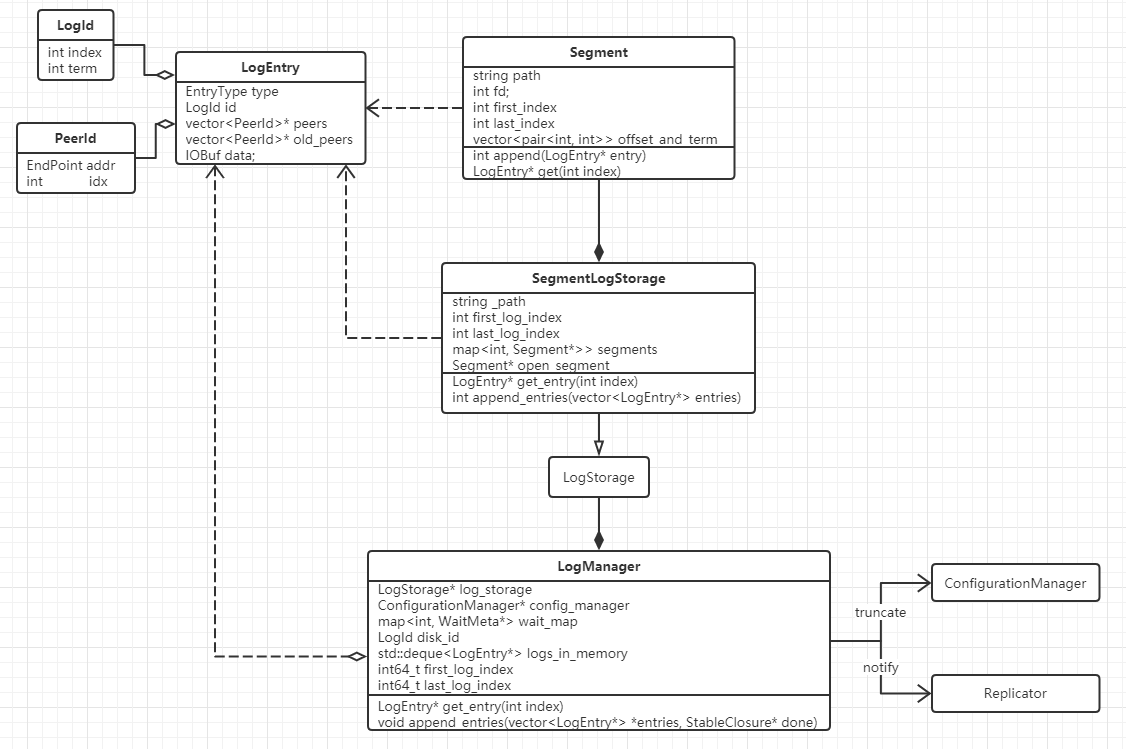 LogId
int index
int term
PeerId
EndPoint addr
int idx
LogEntry
EntryType type
LogId id
vector<PeerId>* peers
vector<PeerId>* old_peers
IOBuf data;
Segment
string path
int fd;
int first_index
int last_index
vector<pair<int, int>> offset_and_term
int append(LogEntry* entry)
LogEntry* get(int index)
SegmentLogStorage
string _path
int first_log_index
int last_log_index
map<int, Segment*>> segments
Segment* open_segment
LogEntry* get_entry(int index)
int append_entries(vector<LogEntry*> entries)
LogStorage
LogManager
LogStorage* log_storage
ConfigurationManager* config_manager
map<int, WaitMeta*> wait_map
LogId disk_id
std::deque<LogEntry*> logs_in_memory
int64_t first_log_index
int64_t last_log_index
LogEntry* get_entry(int index)
void append_entries(vector<LogEntry*> *entries, StableClosure* done)
truncate
notify
ConfigurationManager
Replicator